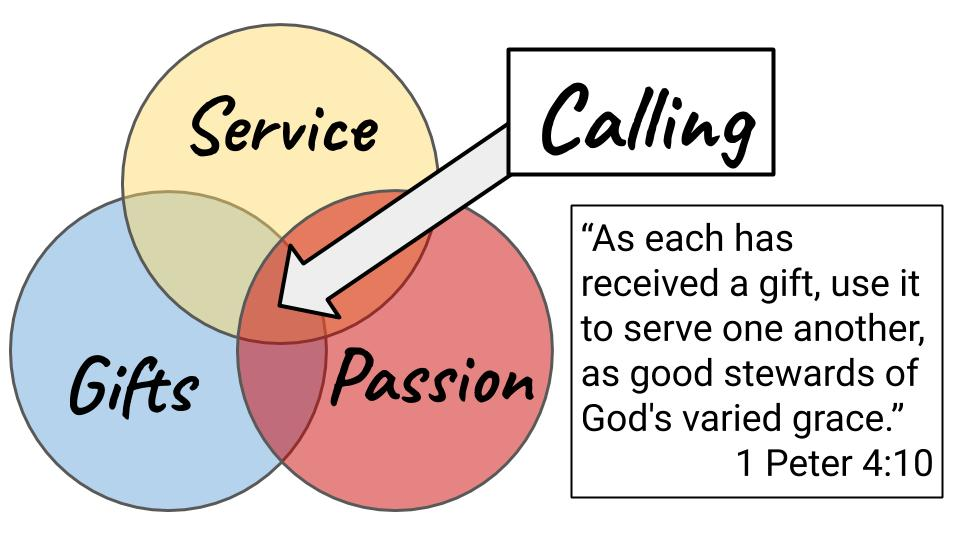 Service
Calling
Gifts
Passion
“As each has
received a gift, use it
to serve one another,
as good stewards of
God's varied grace.”
1 Peter 4:10